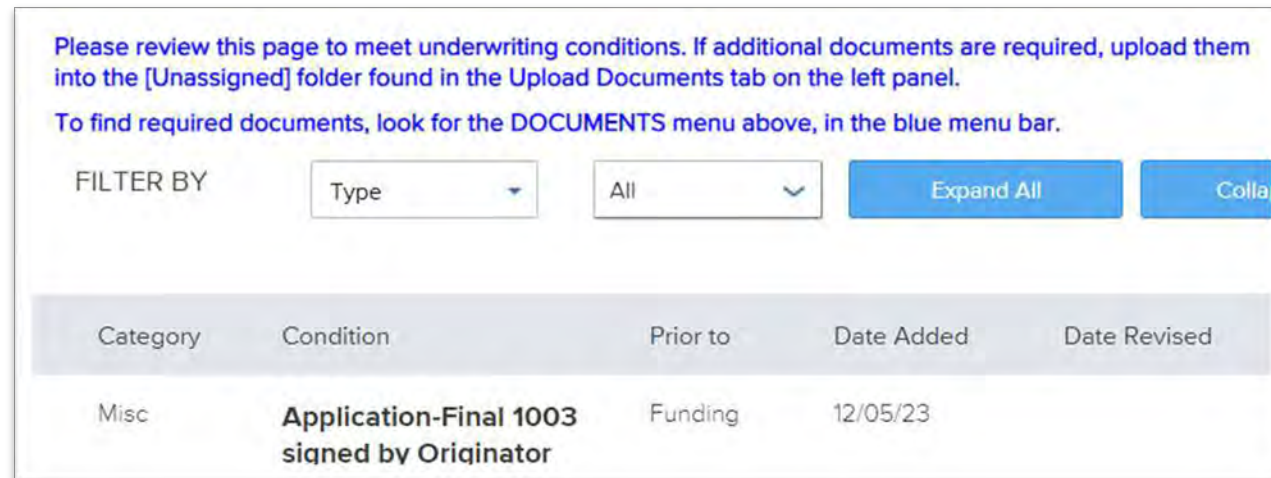 Please review this page to meet underwriting conditions. If additional documents are required, upload them
into the [Unassigned] folder found in the Upload Documents tab on the left panel.
To find required documents, look for the DOCUMENTS menu above, in the blue menu bar.
FILTER BY Type All Expand All Colla
Category Condition Prior to Date Added Date Revised
Misc Application-Final 1003 Funding 12/05/23
signed by Originator